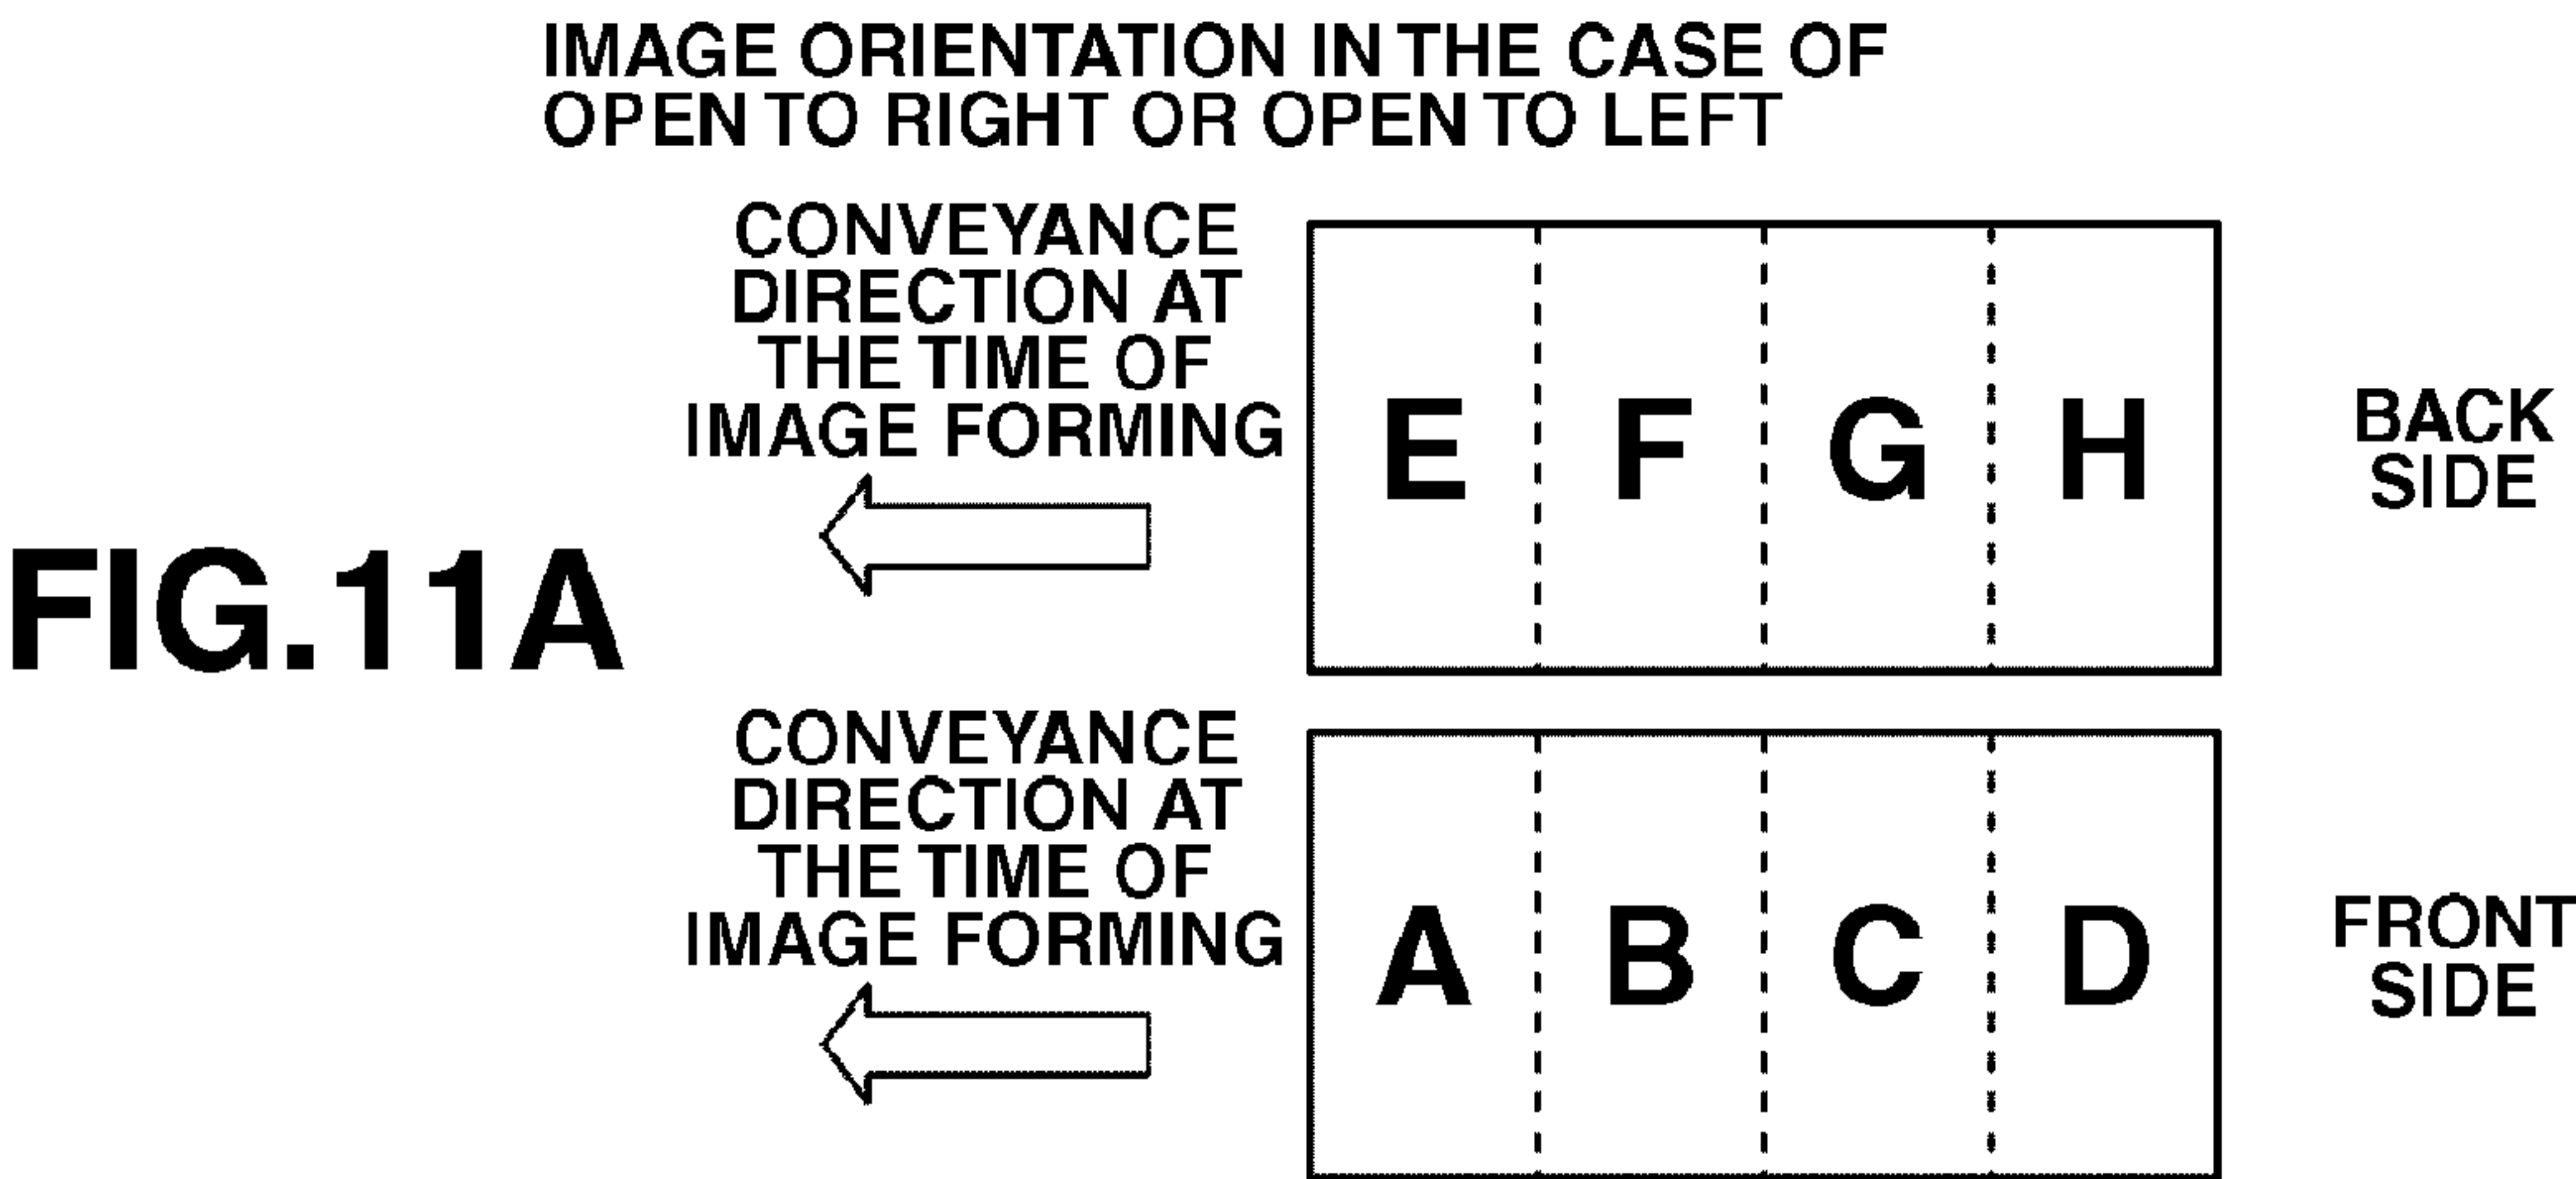 IMAGE ORIENTATION IN THE CASE OF
OPEN TO RIGHT OR OPEN TO LEFT
CONVEYANCE
DIRECTION AT
THE TIME OF
IMAGE FORMING
E F G H
BACK
SIDE
FIG.11A
CONVEYANCE
DIRECTION AT
THE TIME OF
IMAGE FORMING
A B C D
FRONT
SIDE